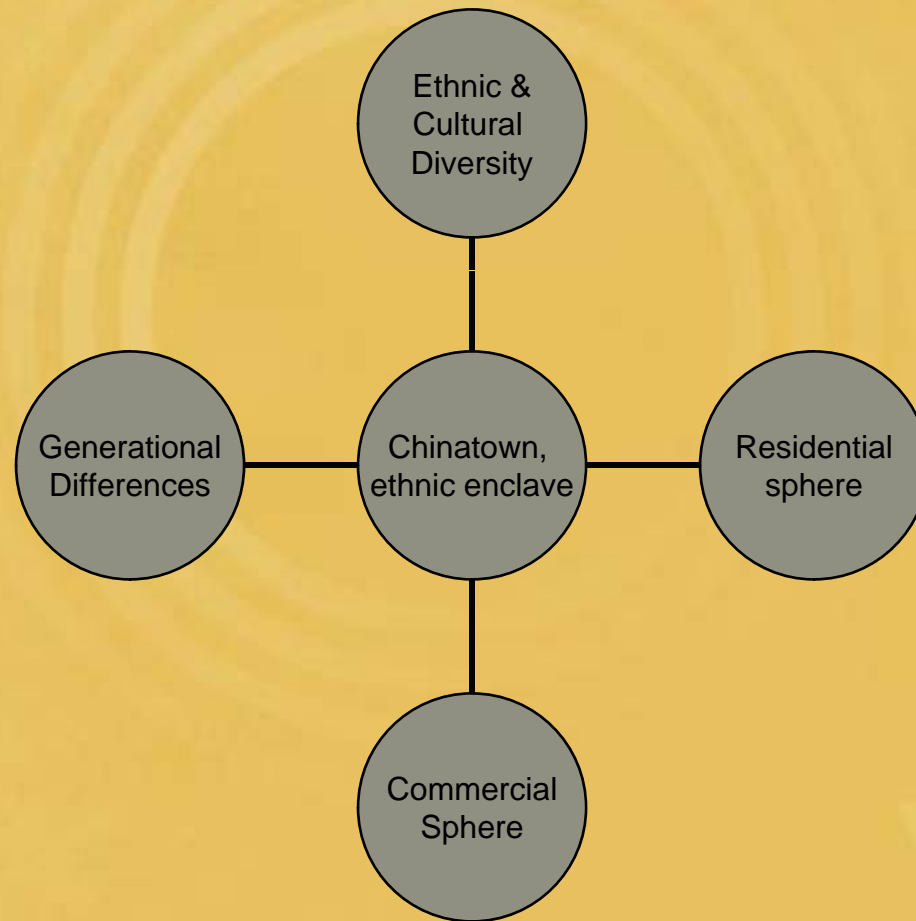 Ethnic &
Cultural
Diversity
Generational
Differences
Chinatown,
ethnic enclave
Residential
sphere
Commercial
Sphere